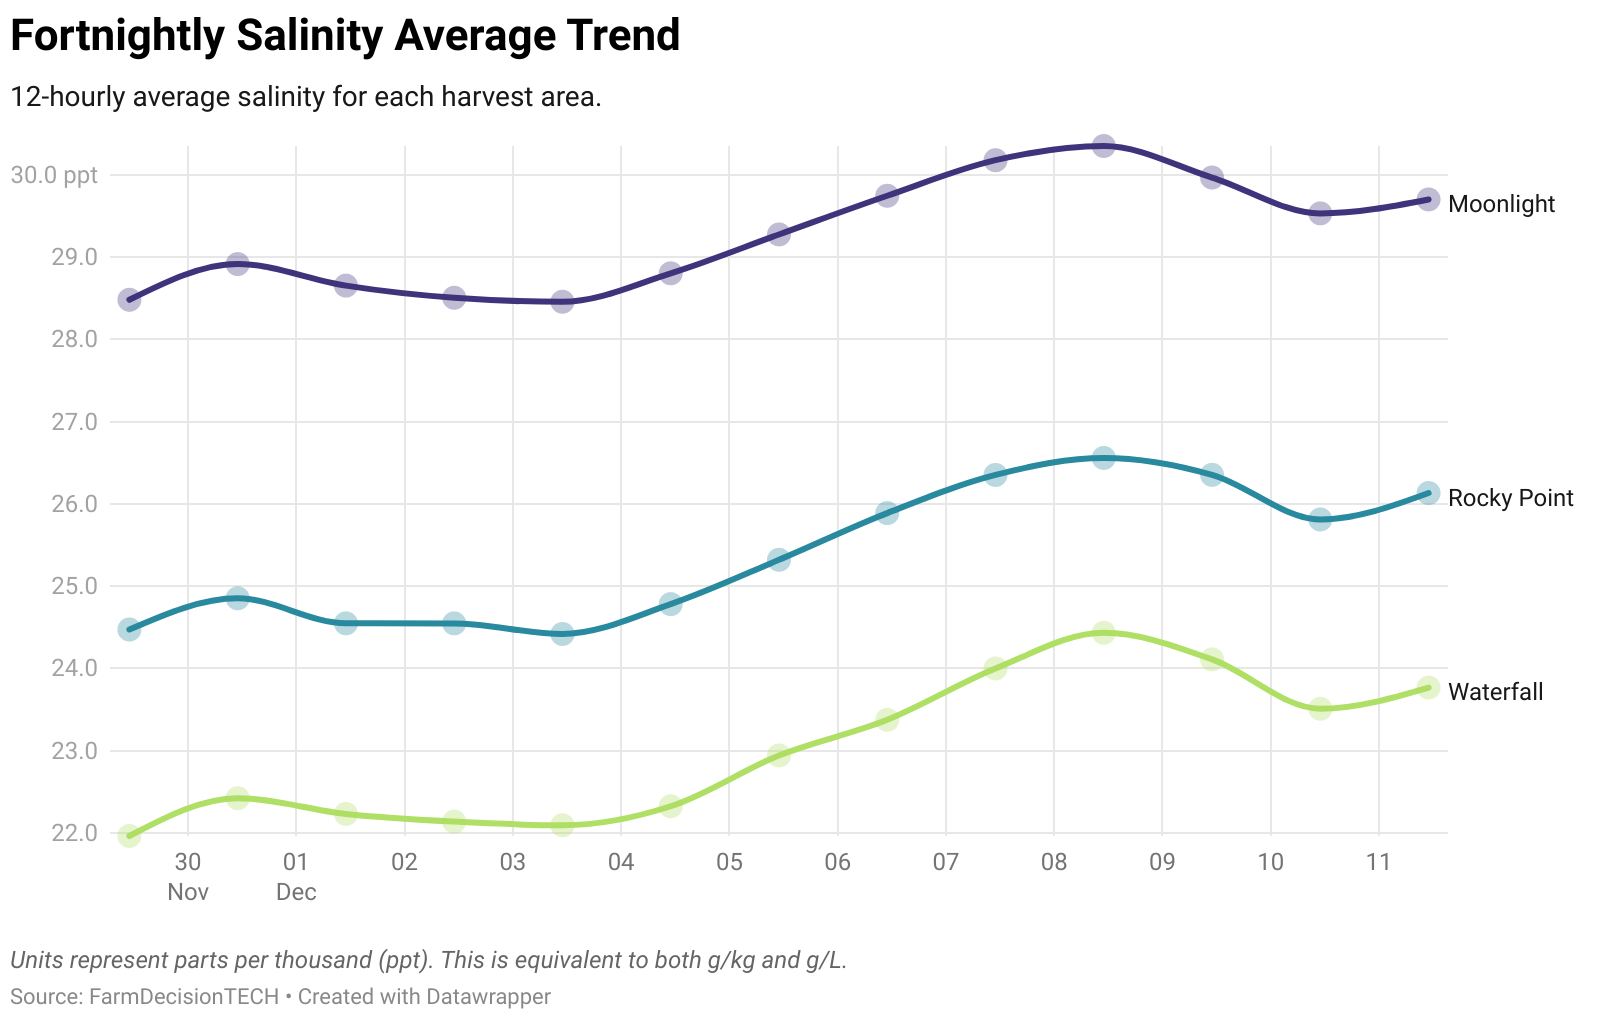 Fortnightly Salinity Average Trend
12-hourly average salinity for each harvest area.
30.0 ppt
29.0
28.0
27.0
26.0
25.0
24.0
23.0
22.0
Moonlight
Rocky Point
Waterfall
30 01 02 03 04 05 06 07 08 09 10 11
Nov Dec
Units represent parts per thousand (ppt). This is equivalent to both g/kg and g/L.
Source: FarmDecisionTECH • Created with Datawrapper